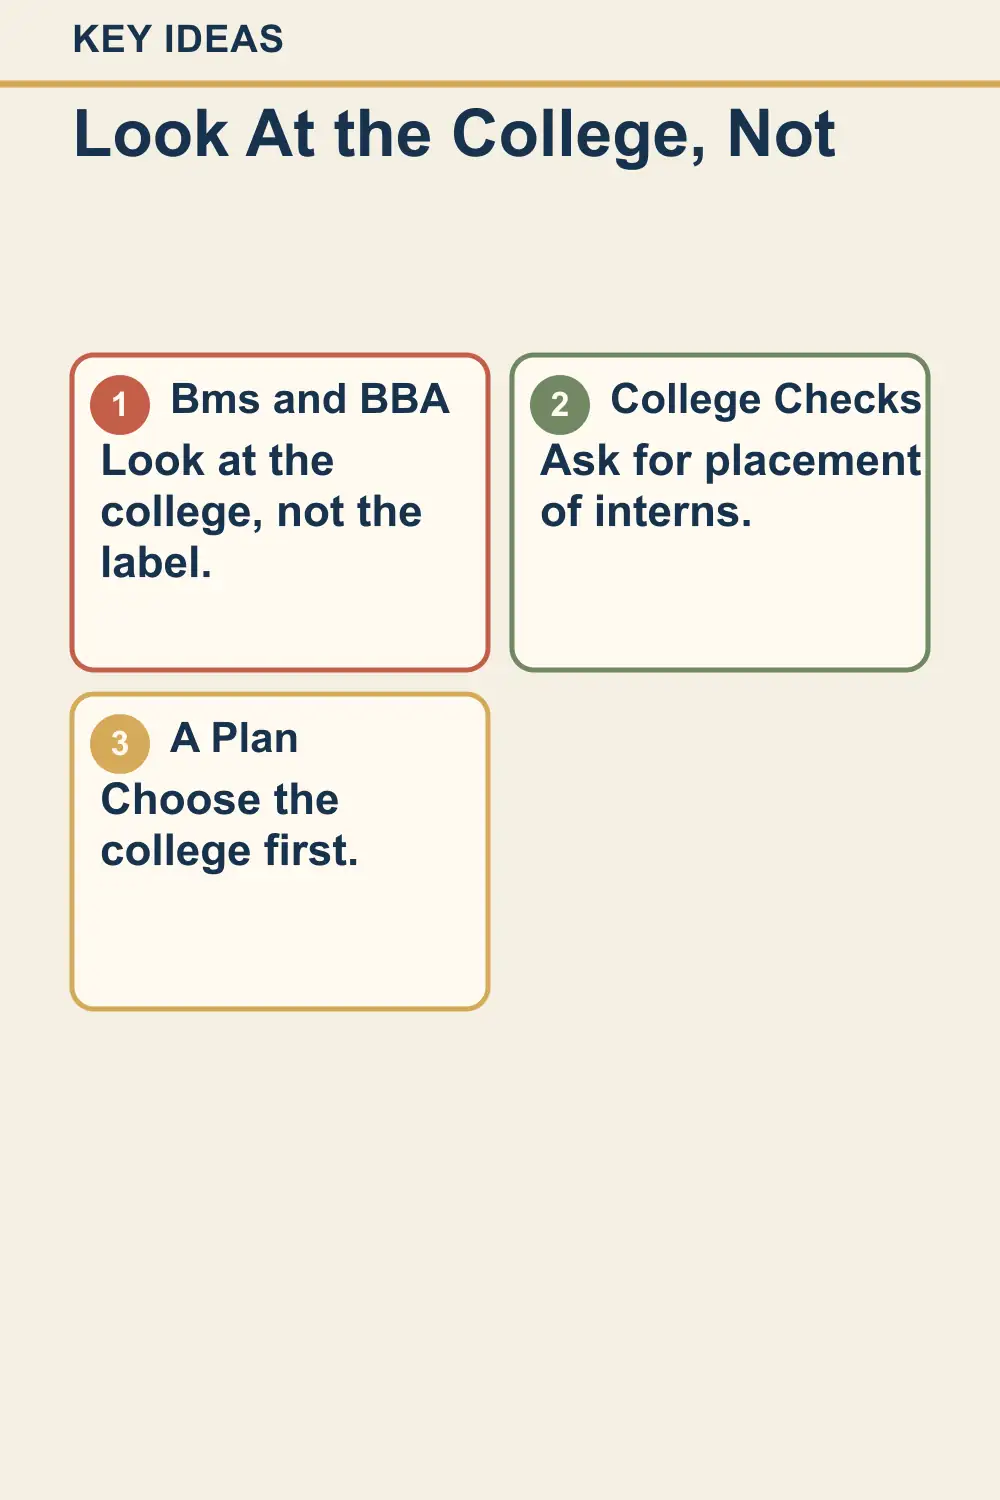 KEY IDEAS
Look At the College, Not
1 Bms and BBA
Look at the
college, not the
label.
2 College Checks
Ask for placement
of interns.
3 A Plan
Choose the
college first.